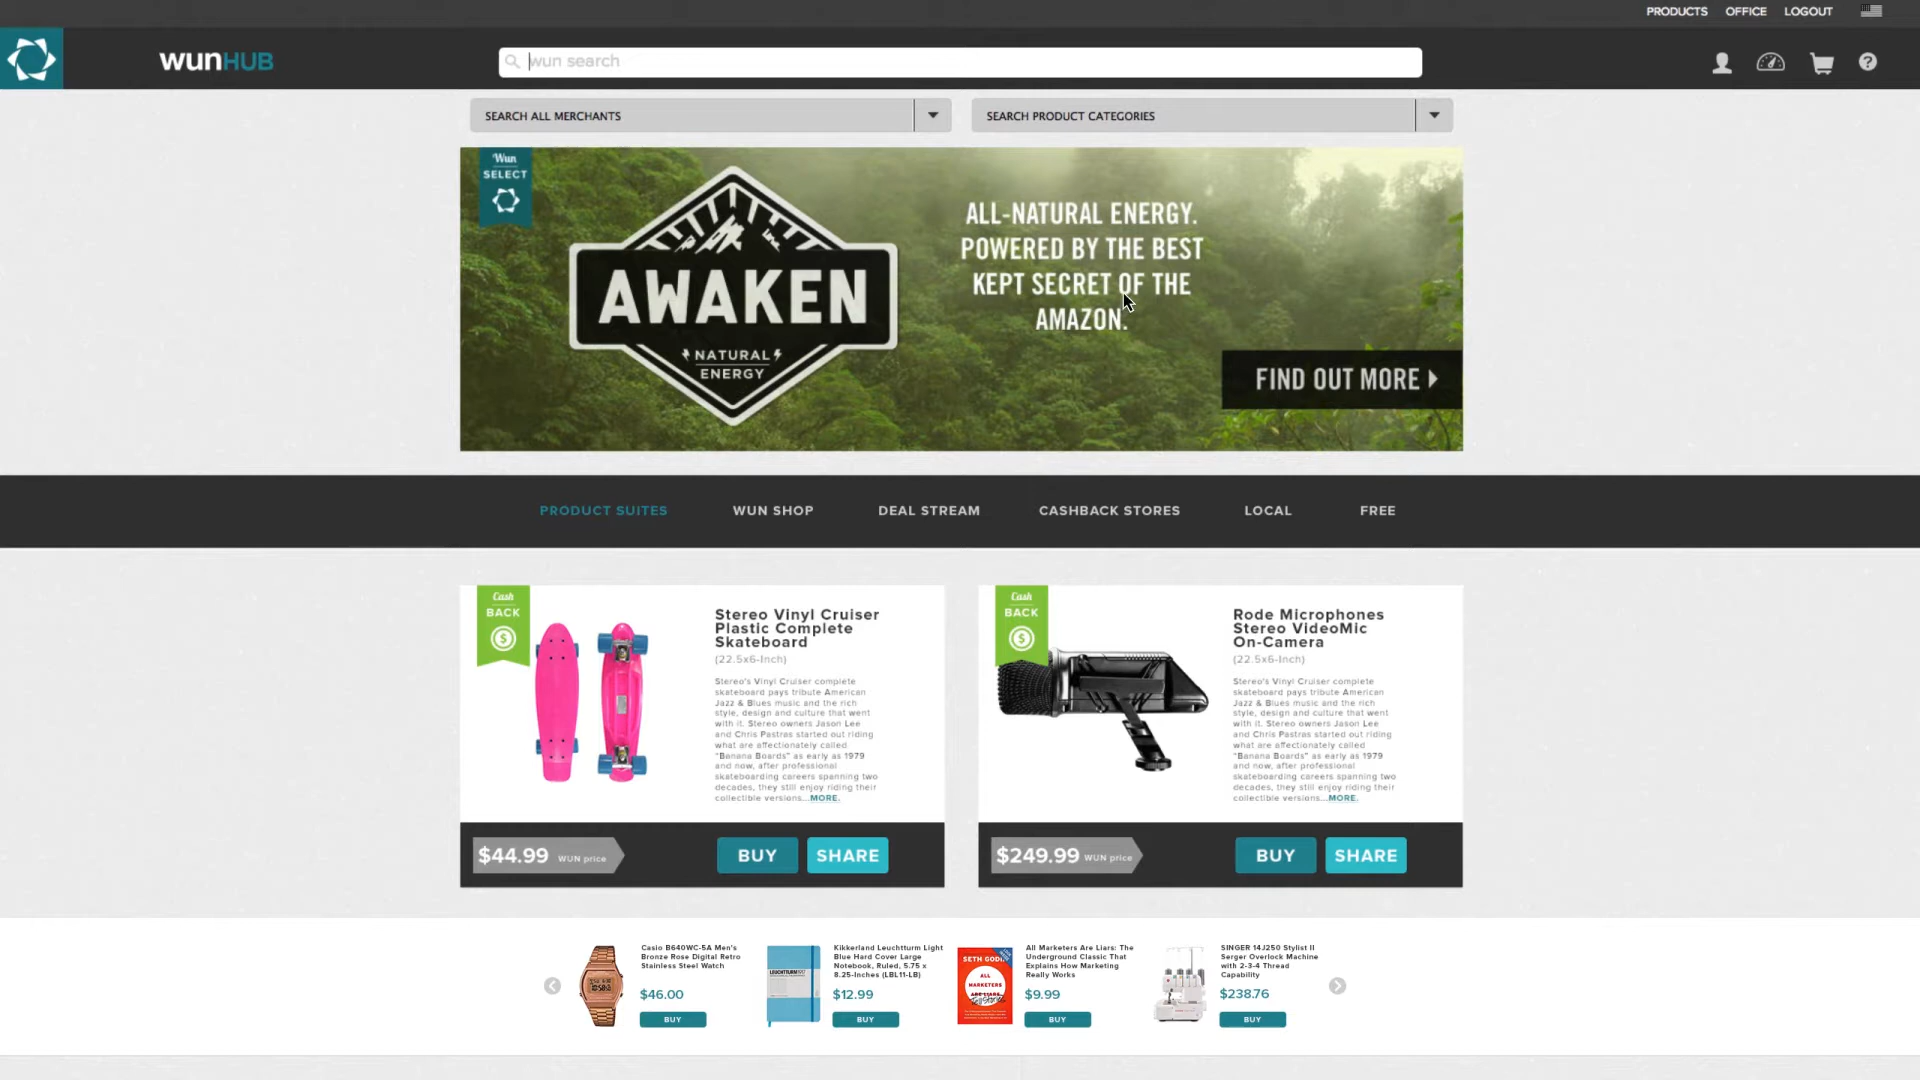 PRODUCTS OFFICE LOGOUT
wunHUB
wun search
SEARCH ALL MERCHANTS
SEARCH PRODUCT CATEGORIES
Wun
SELECT
AWAKEN
NATURAL
ENERGY
ALL-NATURAL ENERGY.
POWERED BY THE BEST
KEPT SECRET OF THE
AMAZON.
FIND OUT MORE
PRODUCT SUITES WUN SHOP DEAL STREAM CASHBACK STORES LOCAL FREE
Cash
BACK
Stereo Vinyl Cruiser
Plastic Complete
Skateboard
(22.5x6-Inch)
Stereo's Vinyl Cruiser complete
skateboard pays tribute American
Jazz & Blues music and the rich
style, design and culture that went
with it. Stereo owners Jason Lee
and Chris Pastras started out riding
what are affectionately called
"Banana Boards" as early as 1979
and now, after professional
skateboarding careers spanning two
decades, they still enjoy riding their
collectible versions...MORE.
$44.99 WUN price
BUY SHARE
Cash
BACK
Rode Microphones
Stereo VideoMic
On-Camera
(22.5x6-Inch)
Stereo's Vinyl Cruiser complete
skateboard pays tribute American
Jazz & Blues music and the rich
style, design and culture that went
with it. Stereo owners Jason Lee
and Chris Pastras started out riding
what are affectionately called
"Banana Boards" as early as 1979
and now, after professional
skateboarding careers spanning two
decades, they still enjoy riding their
collectible versions...MORE.
$249.99 WUN price
BUY SHARE
Casio B640WC-5A Men's
Bronze Rose Digital Retro
Stainless Steel Watch
$46.00
BUY
LEUCHTTURM1917
Kikkerland Leuchtturm Light
Blue Hard Cover Large
Notebook, Ruled, 5.75 x
8.25-Inches (LBL11-LB)
$12.99
BUY
SETH GODIN
ALL
MARKETERS
ARE LIARS
Tell Stories
All Marketers Are Liars: The
Underground Classic That
Explains How Marketing
Really Works
$9.99
BUY
SINGER 14J250 Stylist II
Serger Overlock Machine
with 2-3-4 Thread
Capability
$238.76
BUY